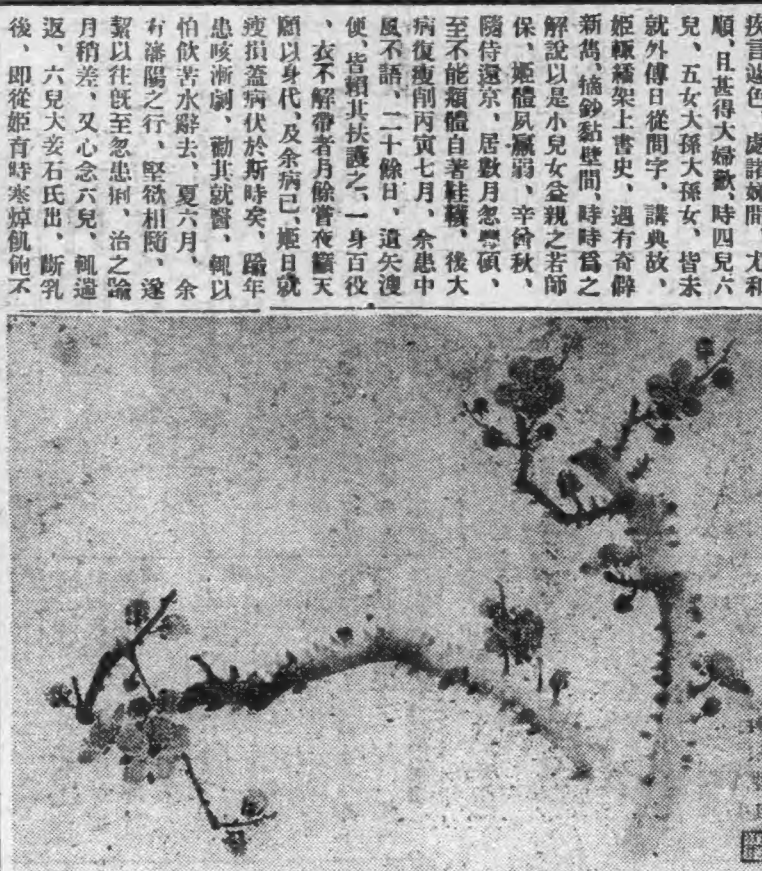 疾言遽色、處諸娣間、尤和
順、且甚得大婦歡、時四兒六
兒、五女大孫大孫女、皆未
就外傅日從問字、講典故、
姬輒繙架上書史、遇有奇僻
新雋、摘鈔黏壁間、時時爲之
解說以是小兒女益親之若師
保、姬體夙羸弱、辛酉秋、
隨侍還京、居數月忽豐碩、
至不能頫體自著鞋韈、後大
病復瘦削丙寅七月、余患中
風不語、二十餘日、遺矢溲
便、皆賴其扶護之、一身百役
、衣不解帶者月餘嘗夜籲天
願以身代、及余病已、姬日就
瘦損蓋病伏於斯時矣、踰年
患咳漸劇、勸其就醫、輒以
怕飲苦水辭去、夏六月、余
有瀋陽之行、堅欲相隨、遂
絜以往旣至忽患痢、治之踰
月稍差、又心念六兒、輒遄
返、六兒大妾石氏出、斷乳
後、即從姬育時寒燠飢飽不